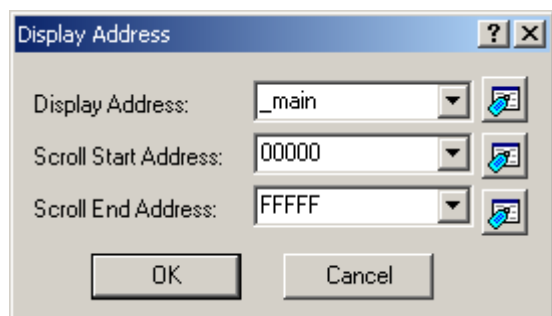 Display Address
?
Display Address: _main
Scroll Start Address: 00000
Scroll End Address: FFFFF
OK Cancel